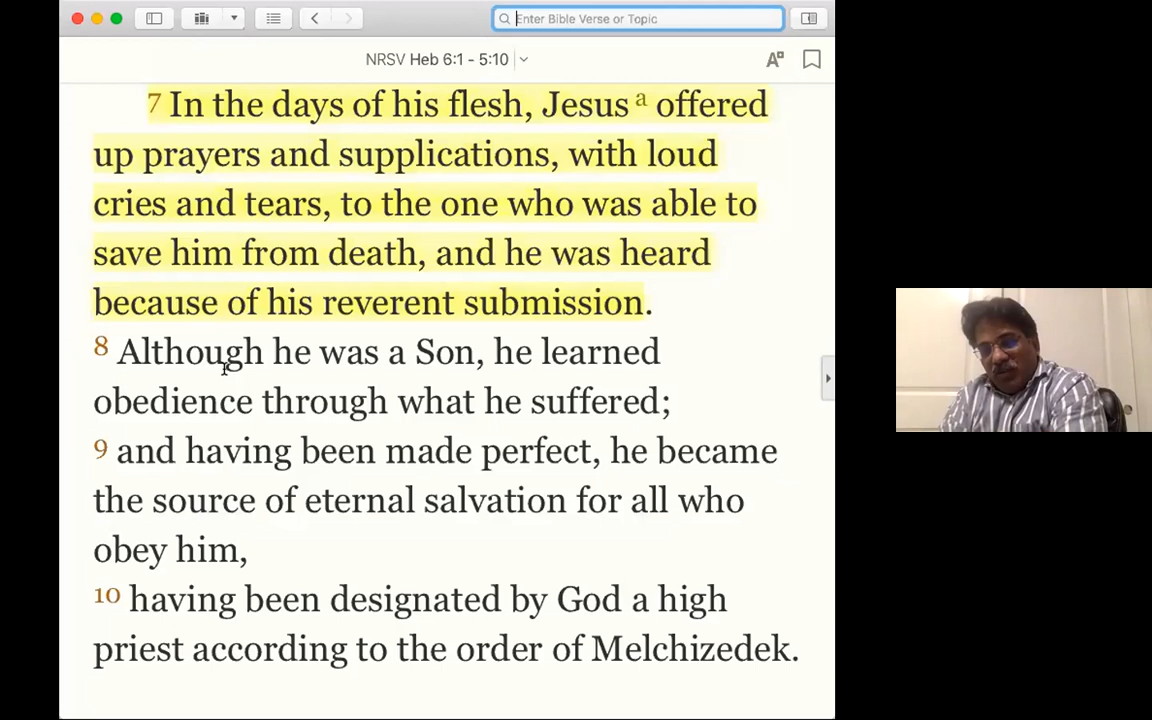 Enter Bible Verse or Topic
NRSV Heb 6:1 - 5:10
7 In the days of his flesh, Jesus a offered
up prayers and supplications, with loud
cries and tears, to the one who was able to
save him from death, and he was heard
because of his reverent submission.
8 Although he was a Son, he learned
obedience through what he suffered;
9 and having been made perfect, he became
the source of eternal salvation for all who
obey him,
10 having been designated by God a high
priest according to the order of Melchizedek.